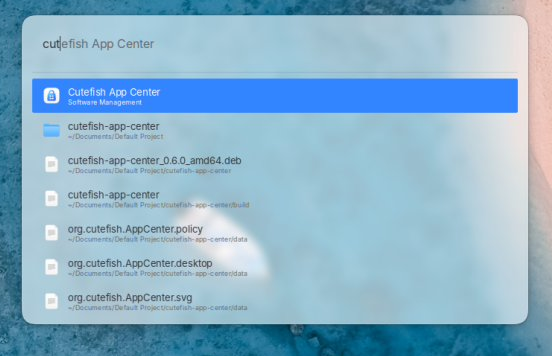 cutefish App Center
Cutefish App Center
Software Management
cutefish-app-center
~/Documents/Default Project
cutefish-app-center_0.6.0_amd64.deb
~/Documents/Default Project/cutefish-app-center
cutefish-app-center
~/Documents/Default Project/cutefish-app-center/build
org.cutefish.AppCenter.policy
~/Documents/Default Project/cutefish-app-center/data
org.cutefish.AppCenter.desktop
~/Documents/Default Project/cutefish-app-center/data
org.cutefish.AppCenter.svg
~/Documents/Default Project/cutefish-app-center/data